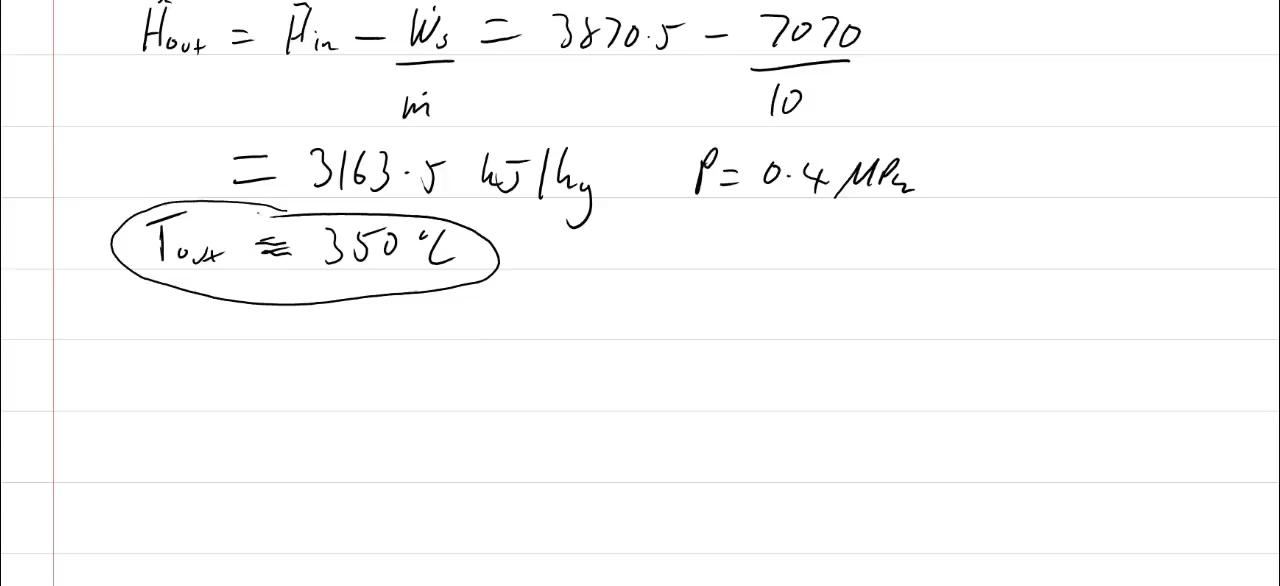 Ĥout = Ĥin - Ẇs/ṁ = 3870.5 - 7070/10
= 3163.5 kJ/kg P = 0.4 MPa
Tout ≈ 350 °C